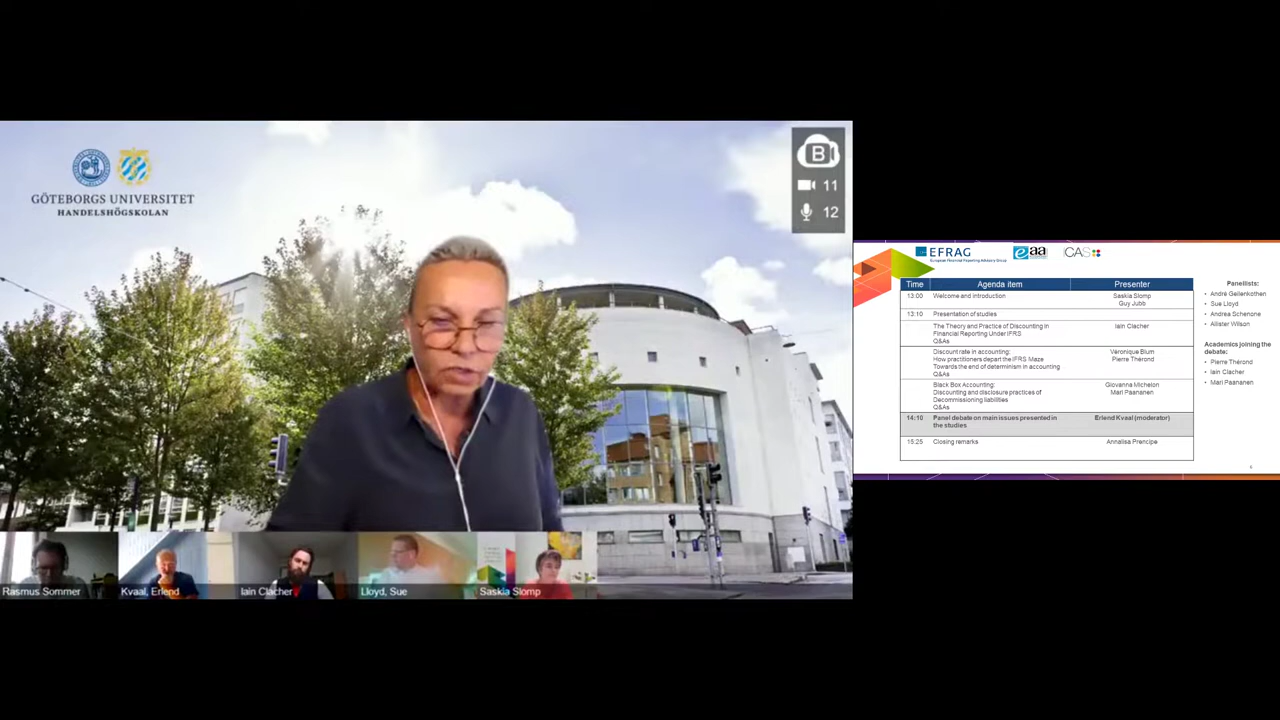 GÖTEBORGS UNIVERSITET
HANDELSHÖGSKOLAN
B
11
12
Rasmus Sommer
Kvaal, Erlend
Iain Clacher
Lloyd, Sue
Saskia Slomp
EFRAG
European Financial Reporting Advisory Group
eaa
ICAS
Time Agenda item Presenter
13:00 Welcome and introduction Saskia Slomp
Guy Jubb
13:10 Presentation of studies
The Theory and Practice of Discounting in Iain Clacher
Financial Reporting Under IFRS
Q&As
Discount rate in accounting: Véronique Blum
How practitioners depart the IFRS Maze Pierre Thérond
Towards the end of determinism in accounting
Q&As
Black Box Accounting: Giovanna Michelon
Discounting and disclosure practices of Mari Paananen
Decommissioning liabilities
Q&As
14:10 Panel debate on main issues presented in Erlend Kvaal (moderator)
the studies
15:25 Closing remarks Annalisa Prencipe
Panellists:
• André Geilenkothen
• Sue Lloyd
• Andrea Schenone
• Allister Wilson
Academics joining the
debate:
• Pierre Thérond
• Iain Clacher
• Mari Paananen